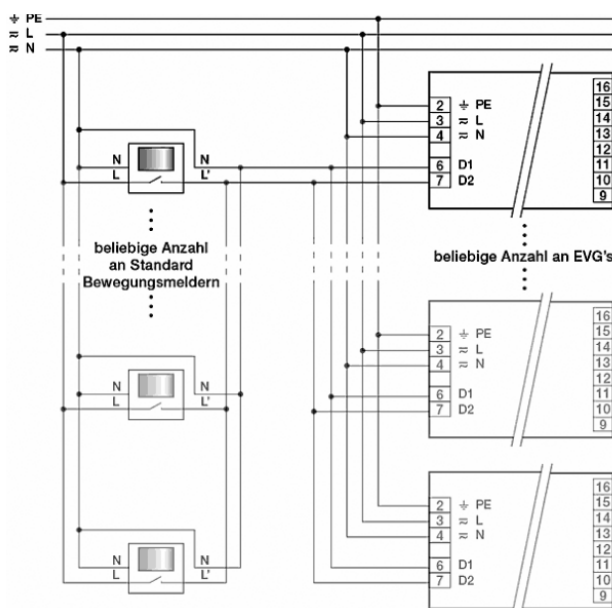 ⏚ PE
≂ L
≂ N
16
15
2 ⏚ PE 14
3 ≂ L 13
4 ≂ N 12
N N 6 D1 11
L L' 7 D2 10
9
beliebige Anzahl
an Standard
Bewegungsmeldern
beliebige Anzahl an EVG's
16
2 ⏚ PE 15
3 ≂ L 14
4 ≂ N 13
12
N N 6 D1 11
L L' 7 D2 10
9
16
2 ⏚ PE 15
3 ≂ L 14
4 ≂ N 13
12
N N 6 D1 11
L L' 7 D2 10
9